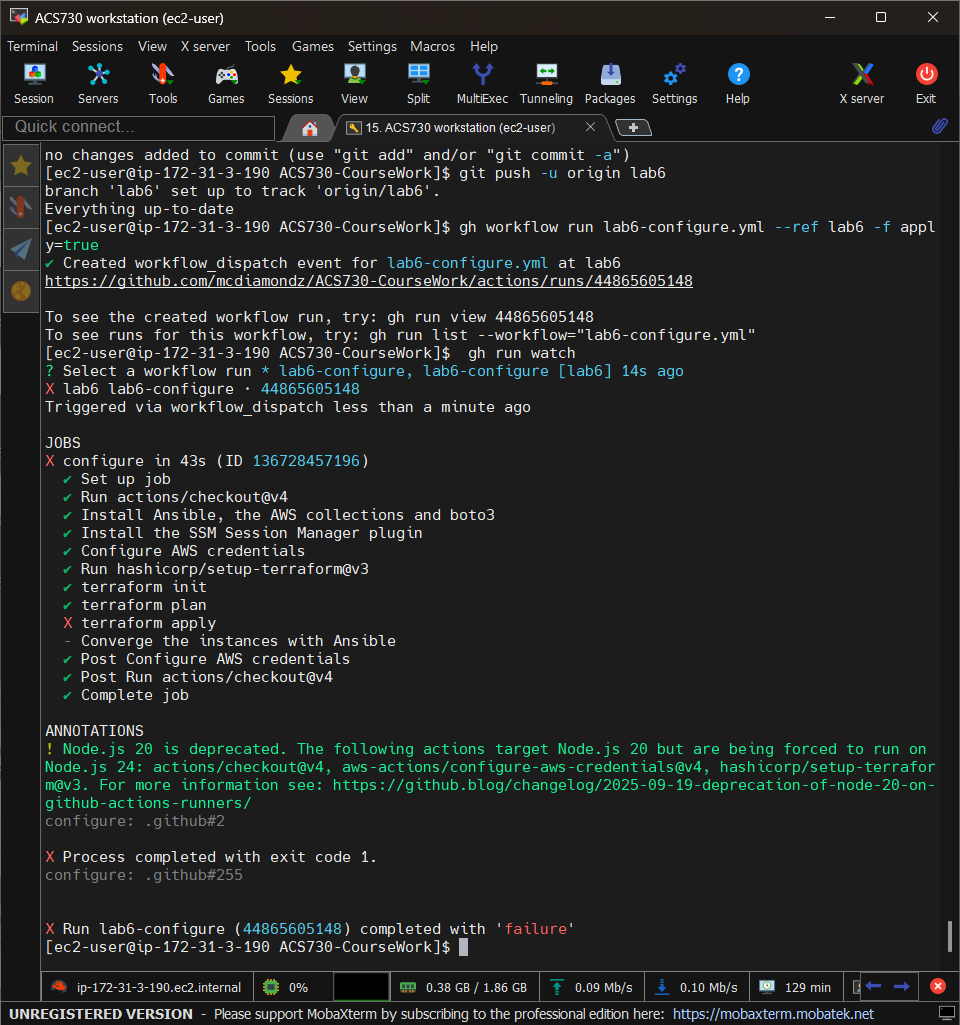 ACS730 workstation (ec2-user)
Terminal Sessions View X server Tools Games Settings Macros Help
Session Servers Tools Games Sessions View Split MultiExec Tunneling Packages Settings Help X server Exit
Quick connect...
15. ACS730 workstation (ec2-user)
no changes added to commit (use "git add" and/or "git commit -a")
[ec2-user@ip-172-31-3-190 ACS730-CourseWork]$ git push -u origin lab6
branch 'lab6' set up to track 'origin/lab6'.
Everything up-to-date
[ec2-user@ip-172-31-3-190 ACS730-CourseWork]$ gh workflow run lab6-configure.yml --ref lab6 -f appl
y=true
✓ Created workflow_dispatch event for lab6-configure.yml at lab6
https://github.com/mcdiamondz/ACS730-CourseWork/actions/runs/44865605148
To see the created workflow run, try: gh run view 44865605148
To see runs for this workflow, try: gh run list --workflow="lab6-configure.yml"
[ec2-user@ip-172-31-3-190 ACS730-CourseWork]$  gh run watch
? Select a workflow run * lab6-configure, lab6-configure [lab6] 14s ago
X lab6 lab6-configure · 44865605148
Triggered via workflow_dispatch less than a minute ago
JOBS
X configure in 43s (ID 136728457196)
✓ Set up job
✓ Run actions/checkout@v4
✓ Install Ansible, the AWS collections and boto3
✓ Install the SSM Session Manager plugin
✓ Configure AWS credentials
✓ Run hashicorp/setup-terraform@v3
✓ terraform init
✓ terraform plan
X terraform apply
- Converge the instances with Ansible
✓ Post Configure AWS credentials
✓ Post Run actions/checkout@v4
✓ Complete job
ANNOTATIONS
! Node.js 20 is deprecated. The following actions target Node.js 20 but are being forced to run on
Node.js 24: actions/checkout@v4, aws-actions/configure-aws-credentials@v4, hashicorp/setup-terrafor
m@v3. For more information see: https://github.blog/changelog/2025-09-19-deprecation-of-node-20-on-
github-actions-runners/
configure: .github#2
X Process completed with exit code 1.
configure: .github#255
X Run lab6-configure (44865605148) completed with 'failure'
[ec2-user@ip-172-31-3-190 ACS730-CourseWork]$
ip-172-31-3-190.ec2.internal 0% 0.38 GB / 1.86 GB 0.09 Mb/s 0.10 Mb/s 129 min
UNREGISTERED VERSION - Please support MobaXterm by subscribing to the professional edition here: https://mobaxterm.mobatek.net